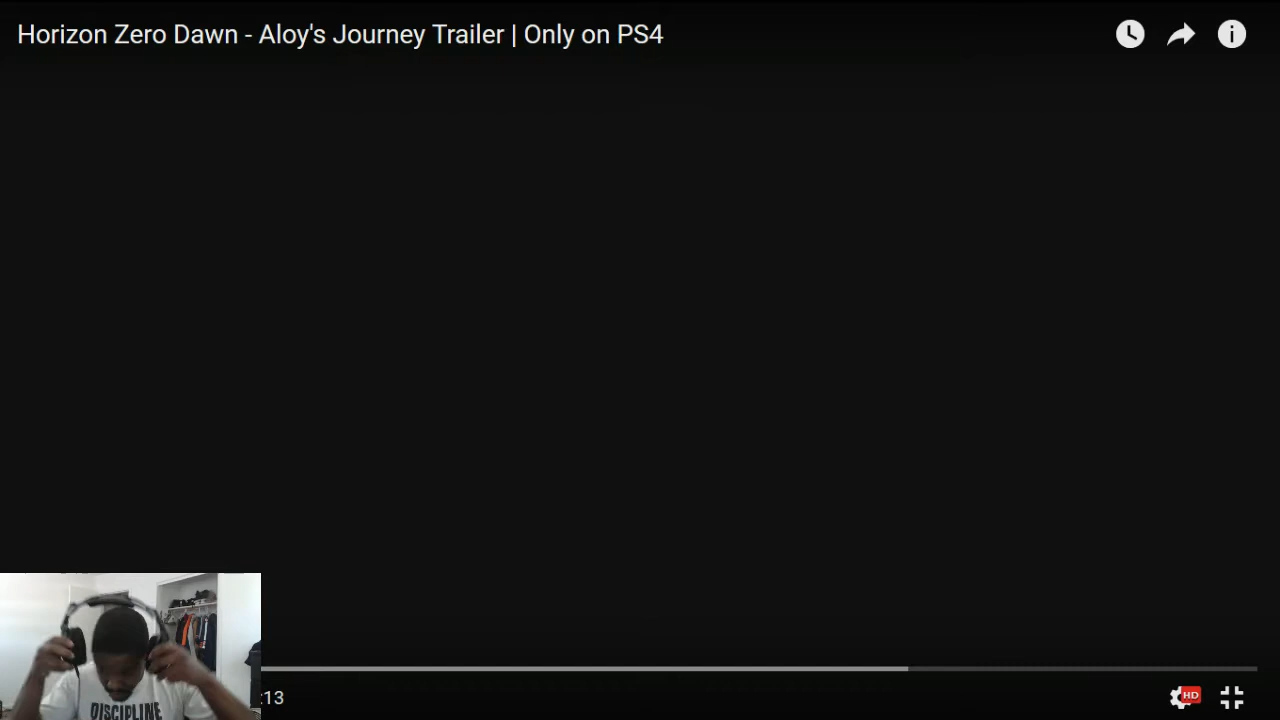 Horizon Zero Dawn - Aloy's Journey Trailer | Only on PS4
:13
HD
DISCIPLINE